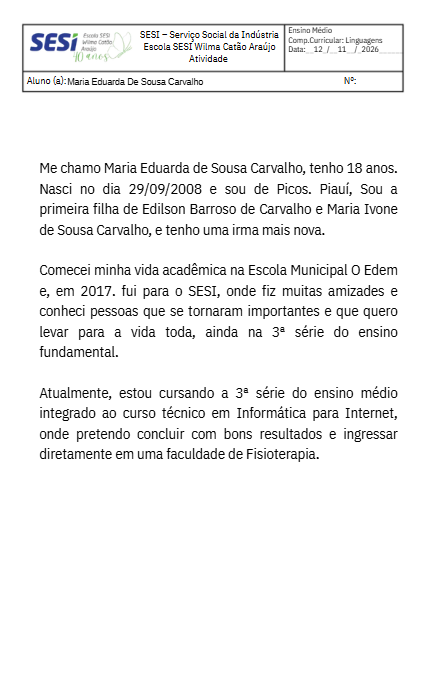 SESI
Escola SESI
Wilma Catão
Araújo
40 anos
SESI – Serviço Social da Indústria
Escola SESI Wilma Catão Araújo
Atividade
Ensino Médio
Comp.Curricular: Linguagens
Data:__12_/__11__/_2026
Aluno (a): Maria Eduarda De Sousa Carvalho
Nº:
Me chamo Maria Eduarda de Sousa Carvalho, tenho 18 anos.
Nasci no dia 29/09/2008 e sou de Picos. Piauí, Sou a
primeira filha de Edilson Barroso de Carvalho e Maria Ivone
de Sousa Carvalho, e tenho uma irma mais nova.
Comecei minha vida acadêmica na Escola Municipal O Edem
e, em 2017. fui para o SESI, onde fiz muitas amizades e
conheci pessoas que se tornaram importantes e que quero
levar para a vida toda, ainda na 3ª série do ensino
fundamental.
Atualmente, estou cursando a 3ª série do ensino médio
integrado ao curso técnico em Informática para Internet,
onde pretendo concluir com bons resultados e ingressar
diretamente em uma faculdade de Fisioterapia.